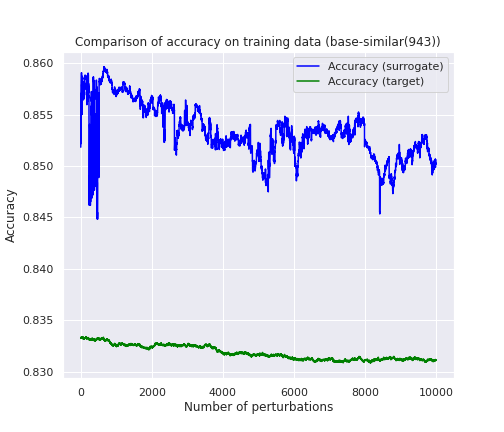 Comparison of accuracy on training data (base-similar(943))
Accuracy (surrogate)
Accuracy (target)
0.860
0.855
0.850
0.845
0.840
0.835
0.830
Accuracy
0
2000
4000
6000
8000
10000
Number of perturbations